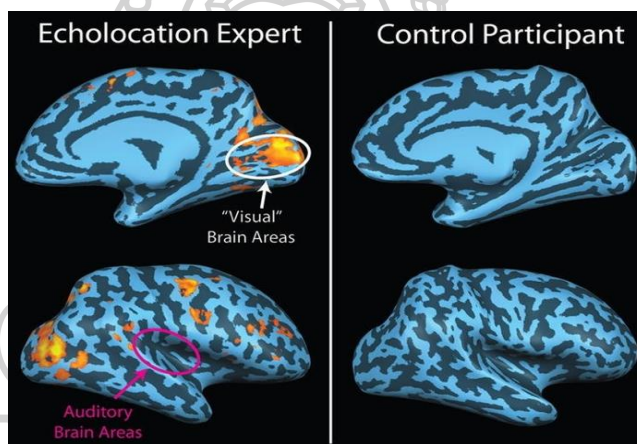 Echolocation Expert
Control Participant
"Visual"
Brain Areas
Auditory
Brain Areas